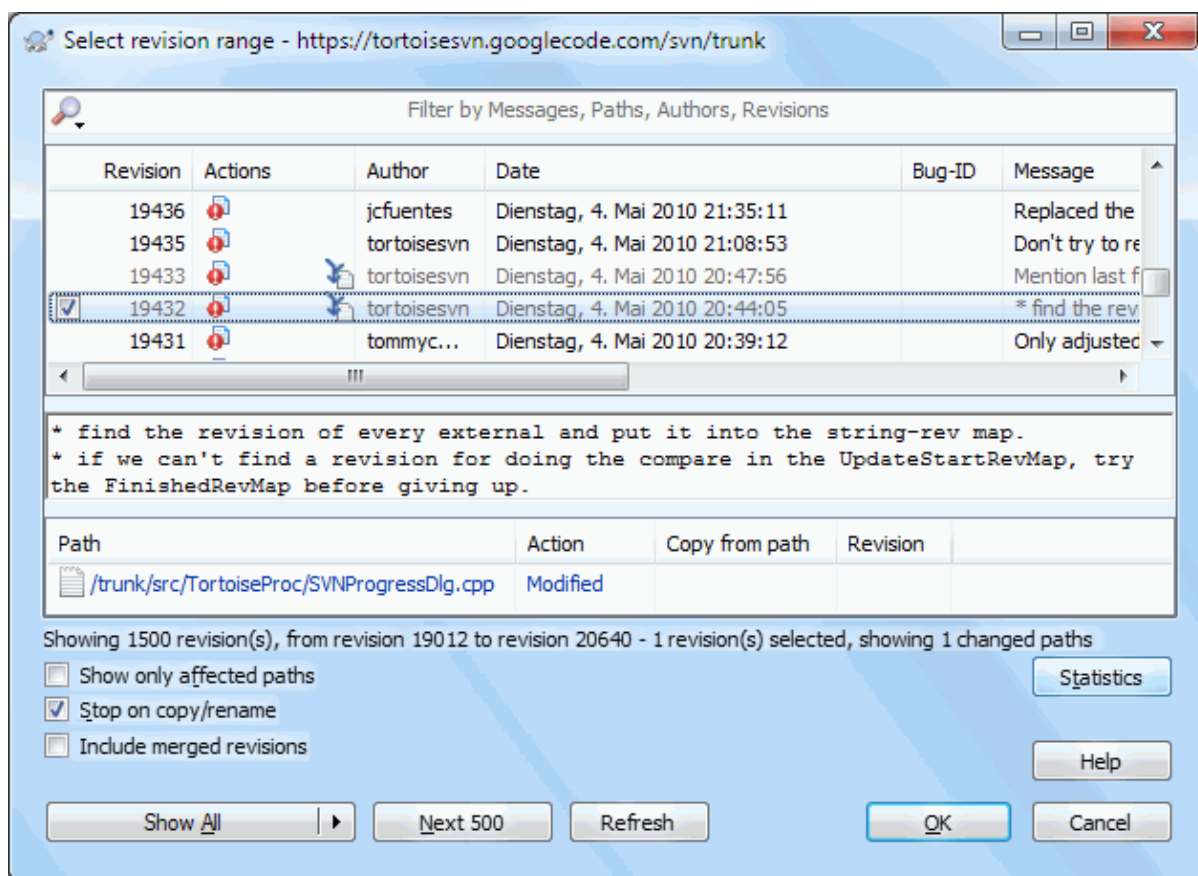 Select revision range - https://tortoisesvn.googlecode.com/svn/trunk
Filter by Messages, Paths, Authors, Revisions
Revision Actions Author Date Bug-ID Message
19436 jcfuentes Dienstag, 4. Mai 2010 21:35:11 Replaced the
19435 tortoisesvn Dienstag, 4. Mai 2010 21:08:53 Don't try to re
19433 tortoisesvn Dienstag, 4. Mai 2010 20:47:56 Mention last f
19432 tortoisesvn Dienstag, 4. Mai 2010 20:44:05 * find the rev
19431 tommyc... Dienstag, 4. Mai 2010 20:39:12 Only adjusted
* find the revision of every external and put it into the string-rev map.
* if we can't find a revision for doing the compare in the UpdateStartRevMap, try
the FinishedRevMap before giving up.
Path Action Copy from path Revision
/trunk/src/TortoiseProc/SVNProgressDlg.cpp Modified
Showing 1500 revision(s), from revision 19012 to revision 20640 - 1 revision(s) selected, showing 1 changed paths
Show only affected paths
Statistics
Stop on copy/rename
Include merged revisions
Help
Show All Next 500 Refresh OK Cancel